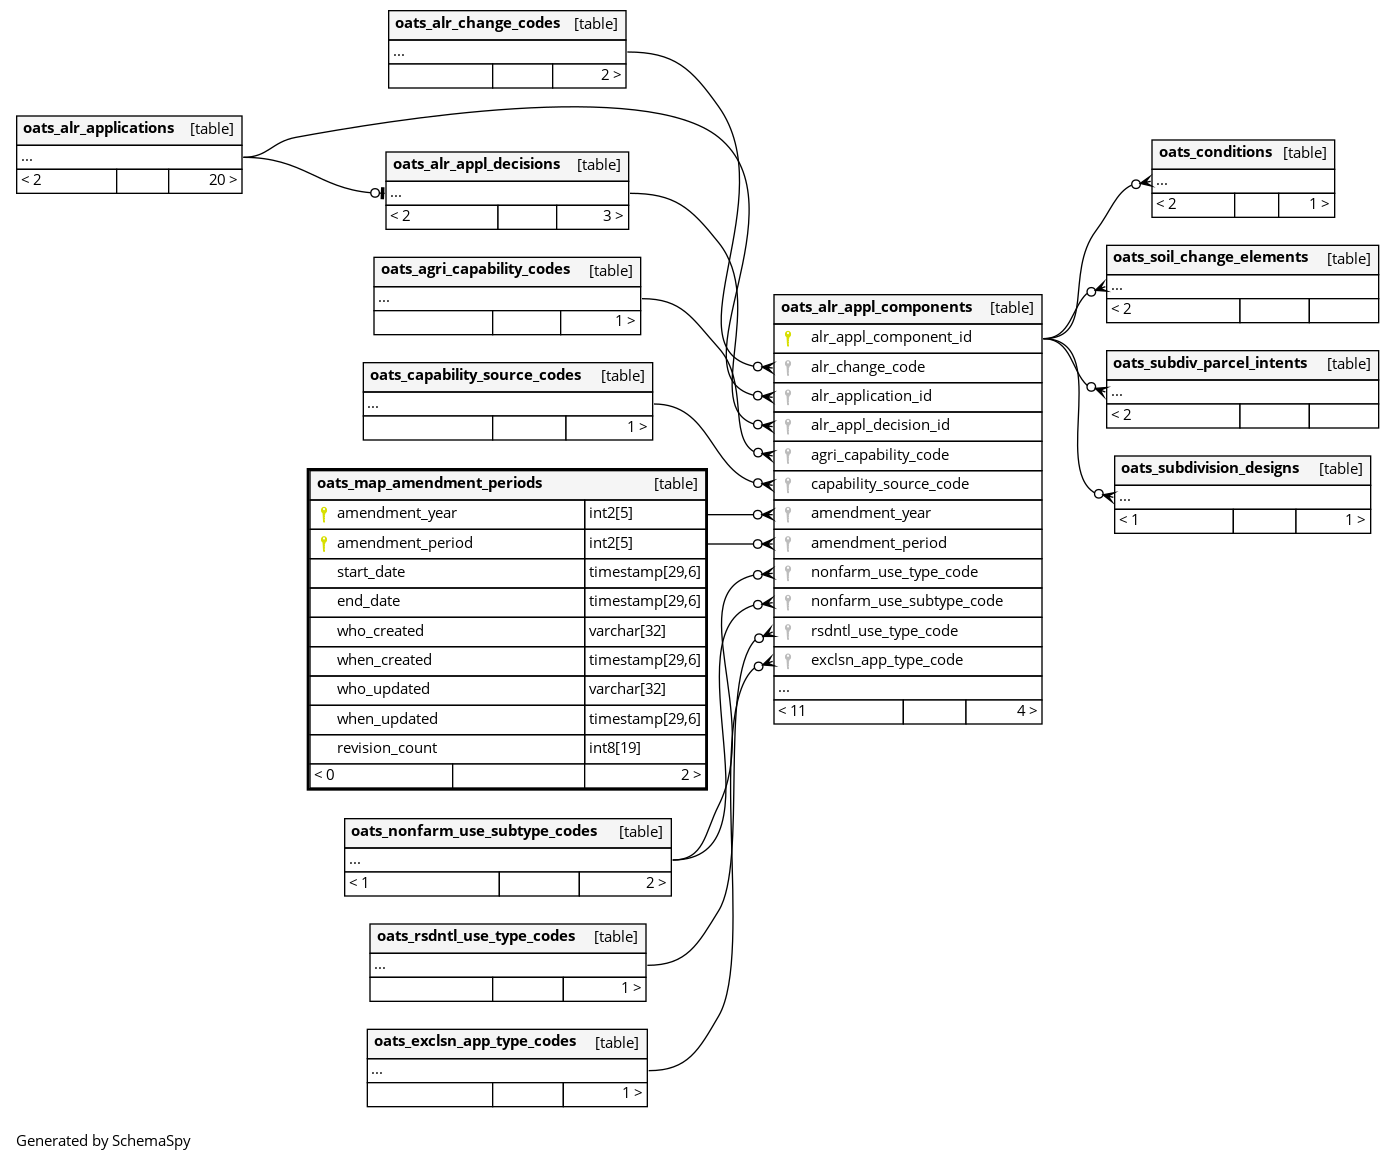 oats_alr_change_codes [table]
...
2 >
oats_alr_applications [table]
...
< 2 20 >
oats_alr_appl_decisions [table]
...
< 2 3 >
oats_agri_capability_codes [table]
...
1 >
oats_capability_source_codes [table]
...
1 >
oats_map_amendment_periods [table]
amendment_year int2[5]
amendment_period int2[5]
start_date timestamp[29,6]
end_date timestamp[29,6]
who_created varchar[32]
when_created timestamp[29,6]
who_updated varchar[32]
when_updated timestamp[29,6]
revision_count int8[19]
< 0 2 >
oats_nonfarm_use_subtype_codes [table]
...
< 1 2 >
oats_rsdntl_use_type_codes [table]
...
1 >
oats_exclsn_app_type_codes [table]
...
1 >
oats_alr_appl_components [table]
alr_appl_component_id
alr_change_code
alr_application_id
alr_appl_decision_id
agri_capability_code
capability_source_code
amendment_year
amendment_period
nonfarm_use_type_code
nonfarm_use_subtype_code
rsdntl_use_type_code
exclsn_app_type_code
...
< 11 4 >
oats_conditions [table]
...
< 2 1 >
oats_soil_change_elements [table]
...
< 2
oats_subdiv_parcel_intents [table]
...
< 2
oats_subdivision_designs [table]
...
< 1 1 >
Generated by SchemaSpy